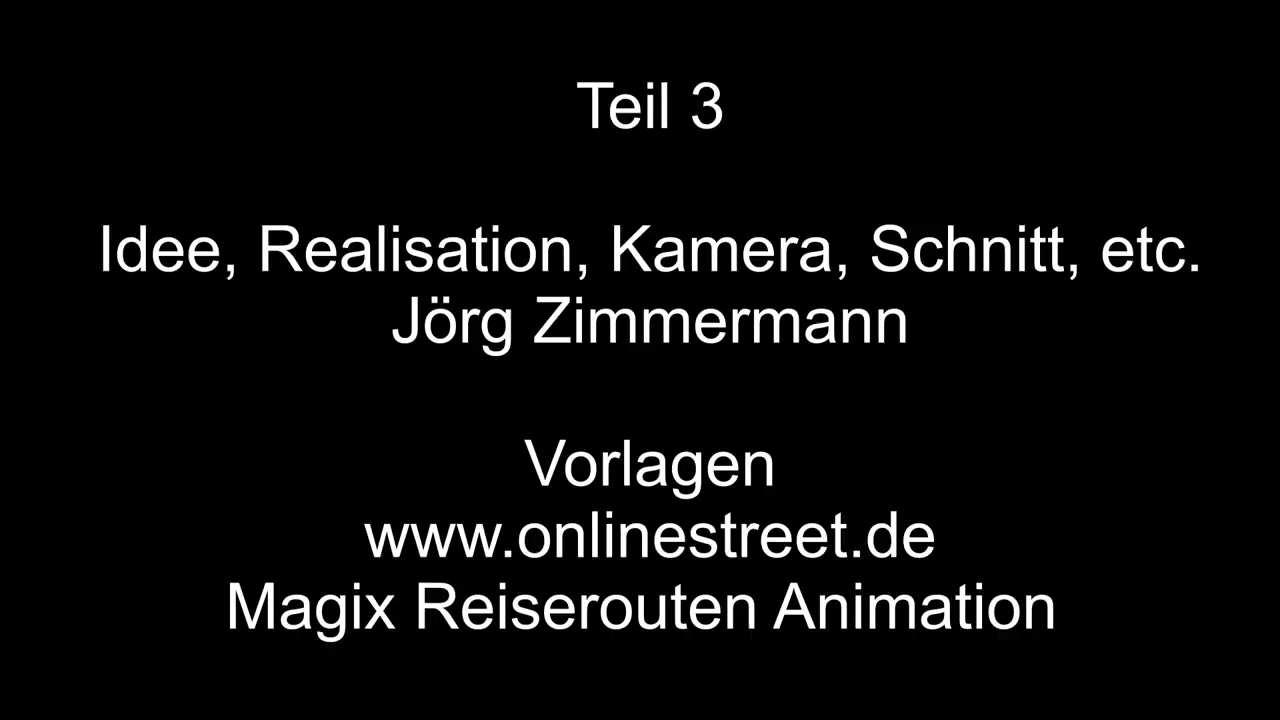 Teil 3
Idee, Realisation, Kamera, Schnitt, etc.
Jörg Zimmermann
Vorlagen
www.onlinestreet.de
Magix Reiserouten Animation